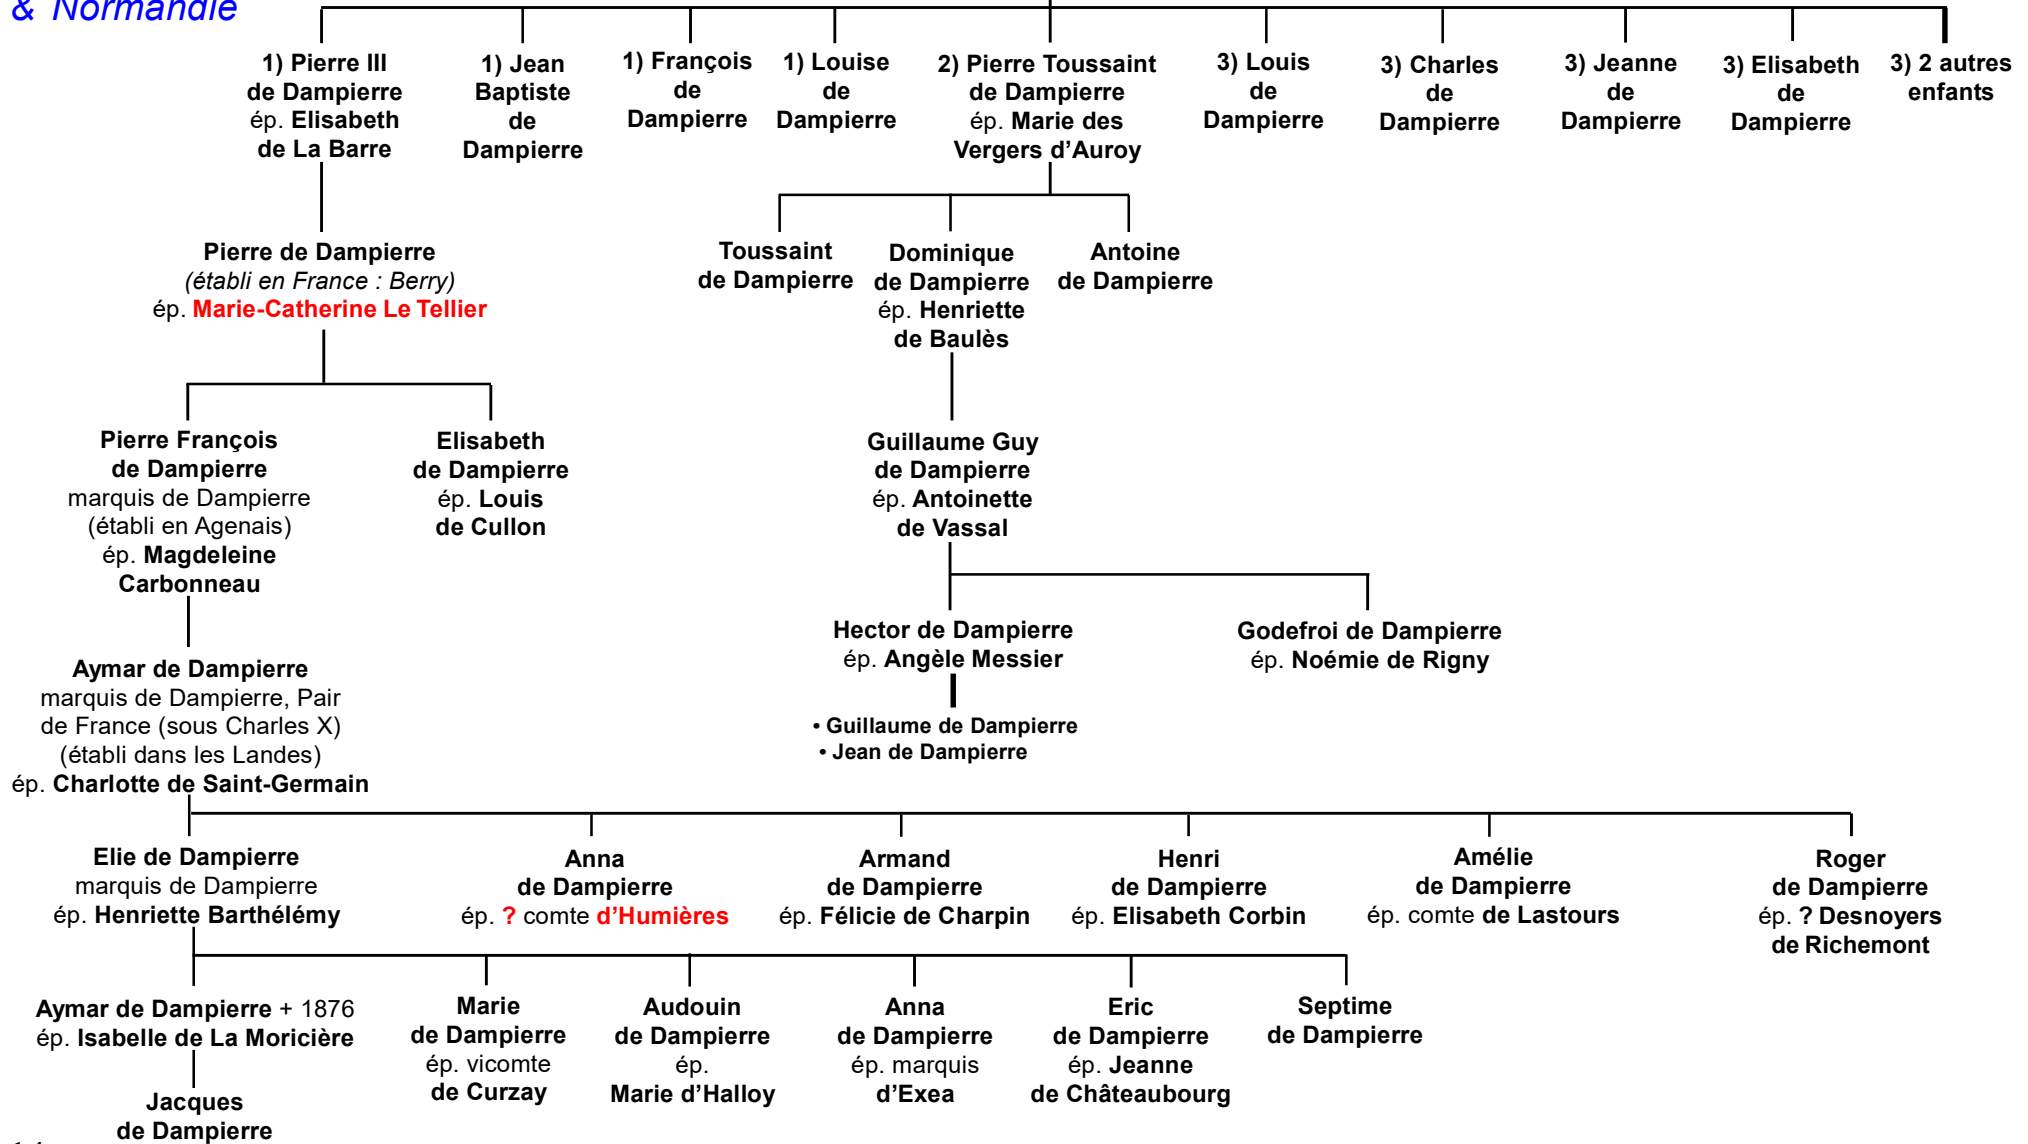 & Normandie
1) Pierre III
de Dampierre
ép. Elisabeth
de La Barre
1) Jean
Baptiste
de
Dampierre
1) François
de
Dampierre
1) Louise
de
Dampierre
2) Pierre Toussaint
de Dampierre
ép. Marie des
Vergers d’Auroy
3) Louis
de
Dampierre
3) Charles
de
Dampierre
3) Jeanne
de
Dampierre
3) Elisabeth
de
Dampierre
3) 2 autres
enfants
Pierre de Dampierre
(établi en France : Berry)
ép. Marie-Catherine Le Tellier
Toussaint
de Dampierre
Dominique
de Dampierre
ép. Henriette
de Baulès
Antoine
de Dampierre
Pierre François
de Dampierre
marquis de Dampierre
(établi en Agenais)
ép. Magdeleine
Carbonneau
Elisabeth
de Dampierre
ép. Louis
de Cullon
Guillaume Guy
de Dampierre
ép. Antoinette
de Vassal
Hector de Dampierre
ép. Angèle Messier
Godefroi de Dampierre
ép. Noémie de Rigny
• Guillaume de Dampierre
• Jean de Dampierre
Aymar de Dampierre
marquis de Dampierre, Pair
de France (sous Charles X)
(établi dans les Landes)
ép. Charlotte de Saint-Germain
Elie de Dampierre
marquis de Dampierre
ép. Henriette Barthélémy
Anna
de Dampierre
ép. ? comte d’Humières
Armand
de Dampierre
ép. Félicie de Charpin
Henri
de Dampierre
ép. Elisabeth Corbin
Amélie
de Dampierre
ép. comte de Lastours
Roger
de Dampierre
ép. ? Desnoyers
de Richemont
Aymar de Dampierre + 1876
ép. Isabelle de La Moricière
Marie
de Dampierre
ép. vicomte
de Curzay
Audouin
de Dampierre
ép.
Marie d’Halloy
Anna
de Dampierre
ép. marquis
d’Exea
Eric
de Dampierre
ép. Jeanne
de Châteaubourg
Septime
de Dampierre
Jacques
de Dampierre